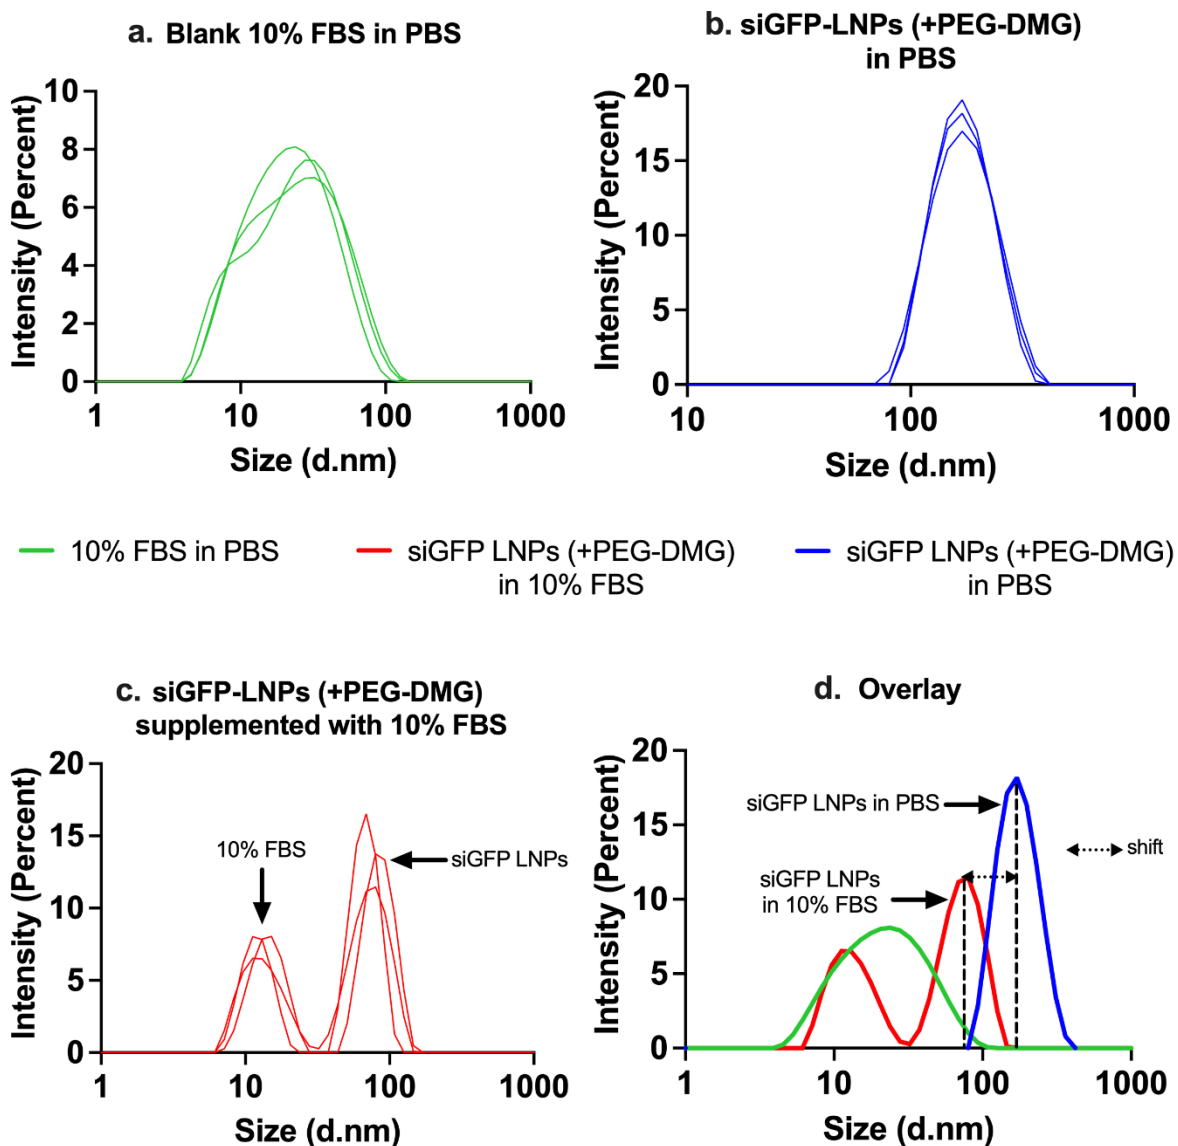 a. Blank 10% FBS in PBS
Intensity (Percent)
10
8
6
4
2
0
1
10
100
1000
Size (d.nm)
b. siGFP-LNPs (+PEG-DMG)
in PBS
Intensity (Percent)
20
15
10
5
0
10
100
1000
Size (d.nm)
10% FBS in PBS
siGFP LNPs (+PEG-DMG)
in 10% FBS
siGFP LNPs (+PEG-DMG)
in PBS
c. siGFP-LNPs (+PEG-DMG)
supplemented with 10% FBS
Intensity (Percent)
20
15
10
5
0
10% FBS
siGFP LNPs
1
10
100
1000
Size (d.nm)
d. Overlay
Intensity (Percent)
20
15
10
5
0
siGFP LNPs in PBS
shift
siGFP LNPs
in 10% FBS
1
10
100
1000
Size (d.nm)